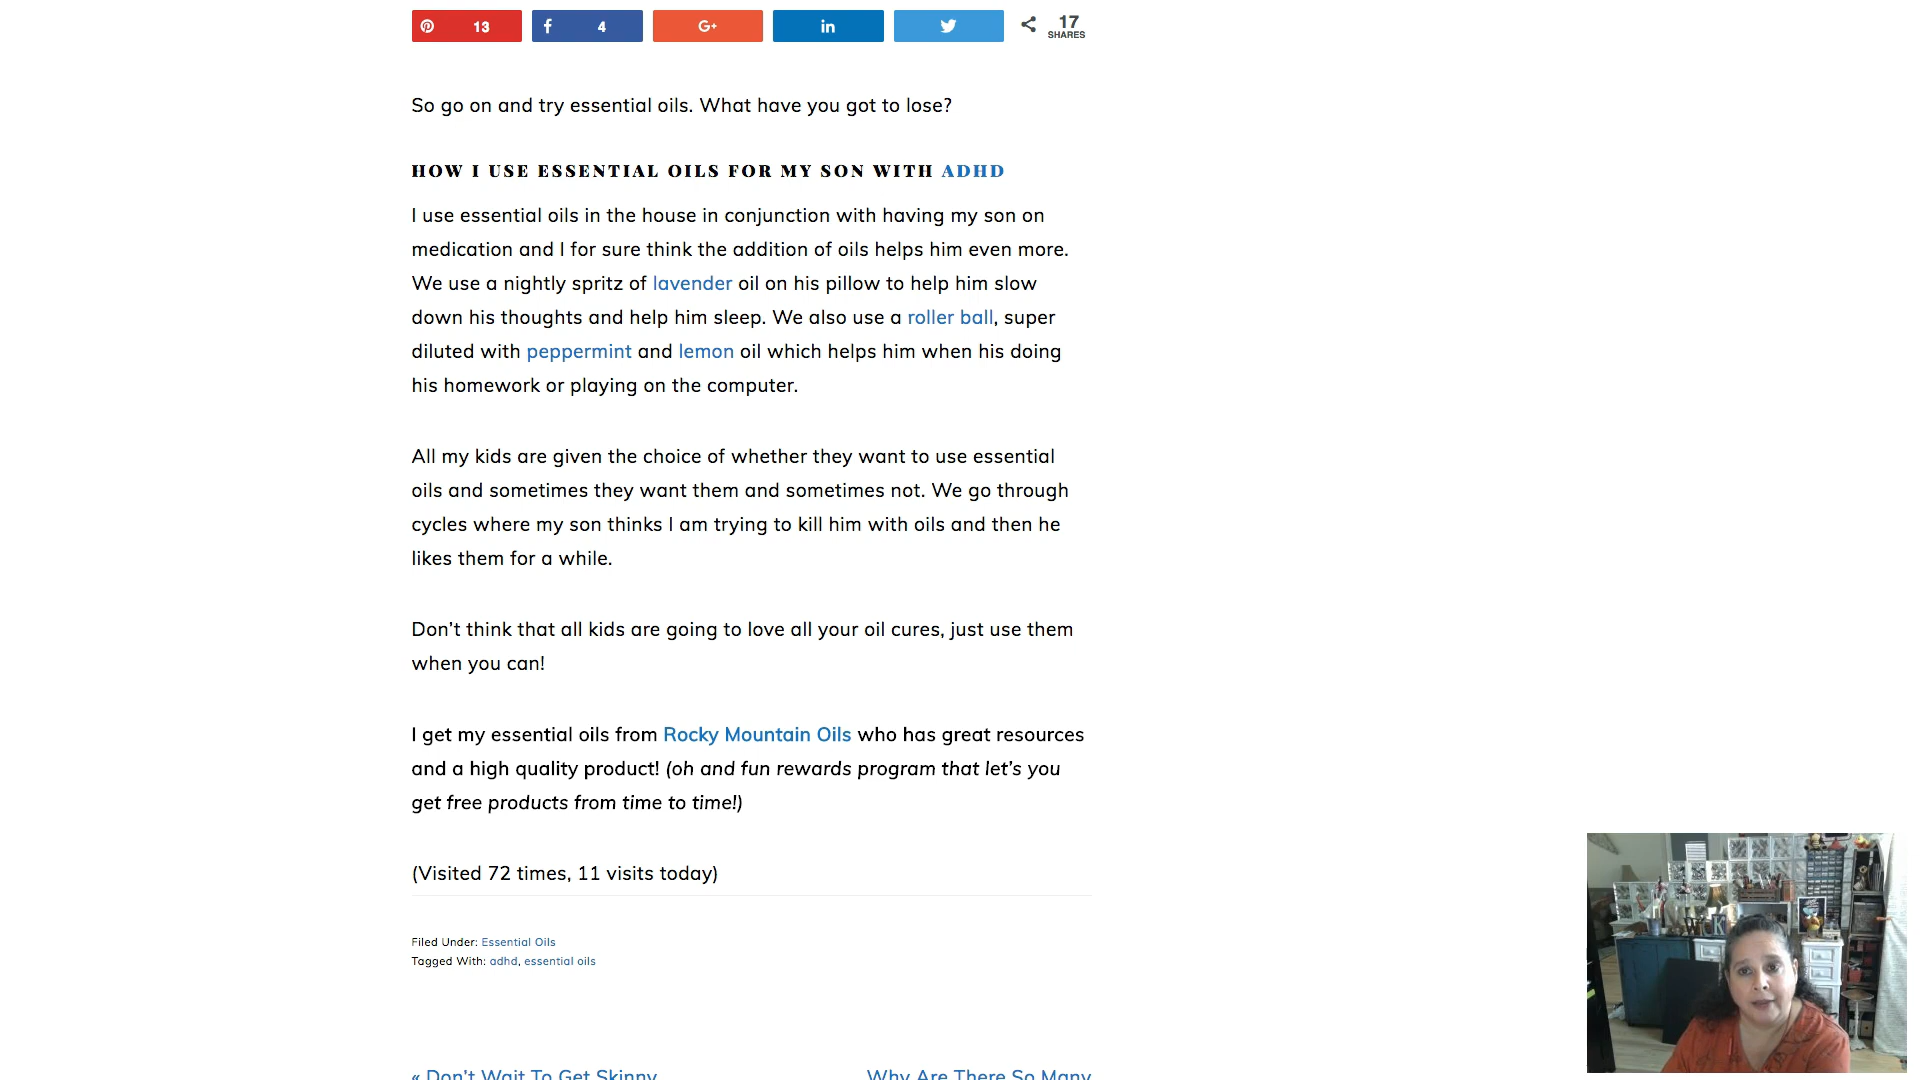 13 4 G+ in 17
SHARES
So go on and try essential oils. What have you got to lose?
HOW I USE ESSENTIAL OILS FOR MY SON WITH ADHD
I use essential oils in the house in conjunction with having my son on
medication and I for sure think the addition of oils helps him even more.
We use a nightly spritz of lavender oil on his pillow to help him slow
down his thoughts and help him sleep. We also use a roller ball, super
diluted with peppermint and lemon oil which helps him when his doing
his homework or playing on the computer.
All my kids are given the choice of whether they want to use essential
oils and sometimes they want them and sometimes not. We go through
cycles where my son thinks I am trying to kill him with oils and then he
likes them for a while.
Don’t think that all kids are going to love all your oil cures, just use them
when you can!
I get my essential oils from Rocky Mountain Oils who has great resources
and a high quality product! (oh and fun rewards program that let’s you
get free products from time to time!)
(Visited 72 times, 11 visits today)
Filed Under: Essential Oils
Tagged With: adhd, essential oils
« Don’t Wait To Get Skinny
Why Are There So Many